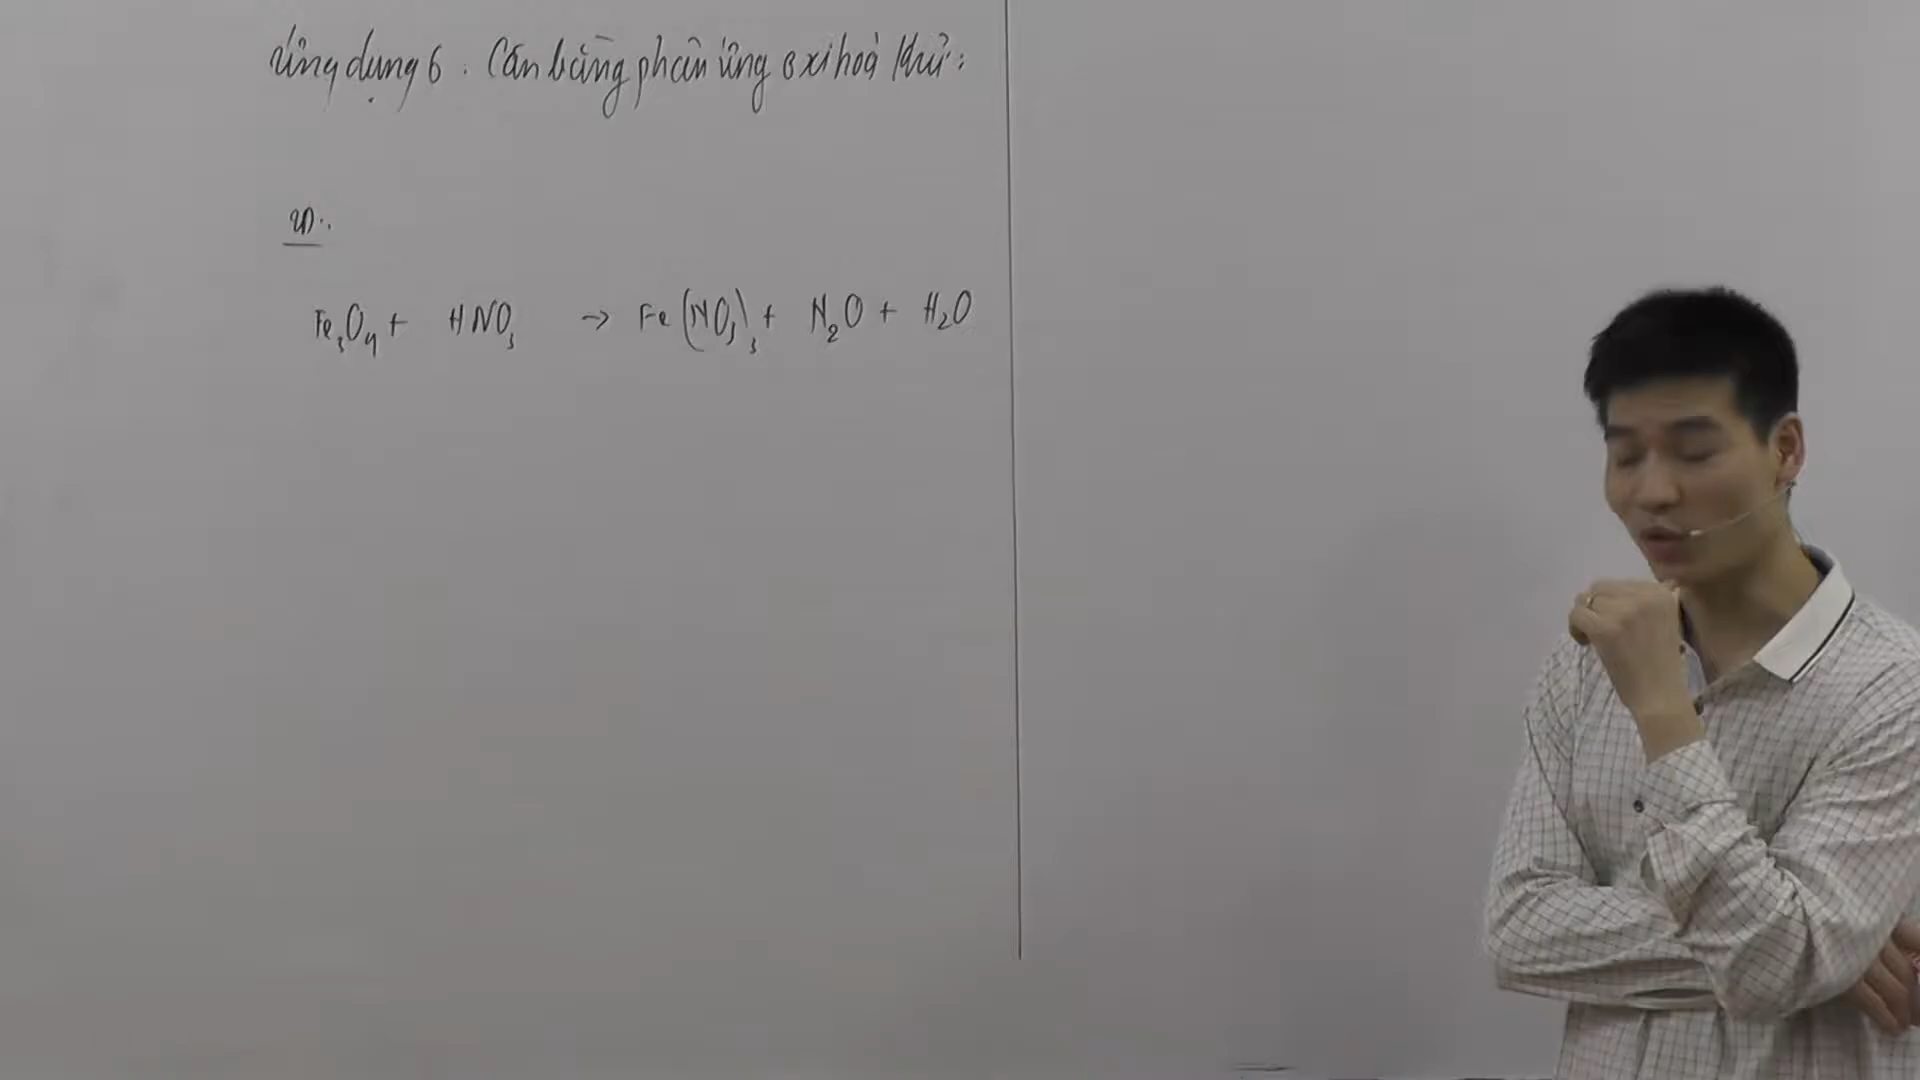 Ứng dụng 6: Cân bằng phản ứng oxi hoá khử:
VD:
Fe₃O₄ + HNO₃ → Fe(NO₃)₃ + N₂O + H₂O